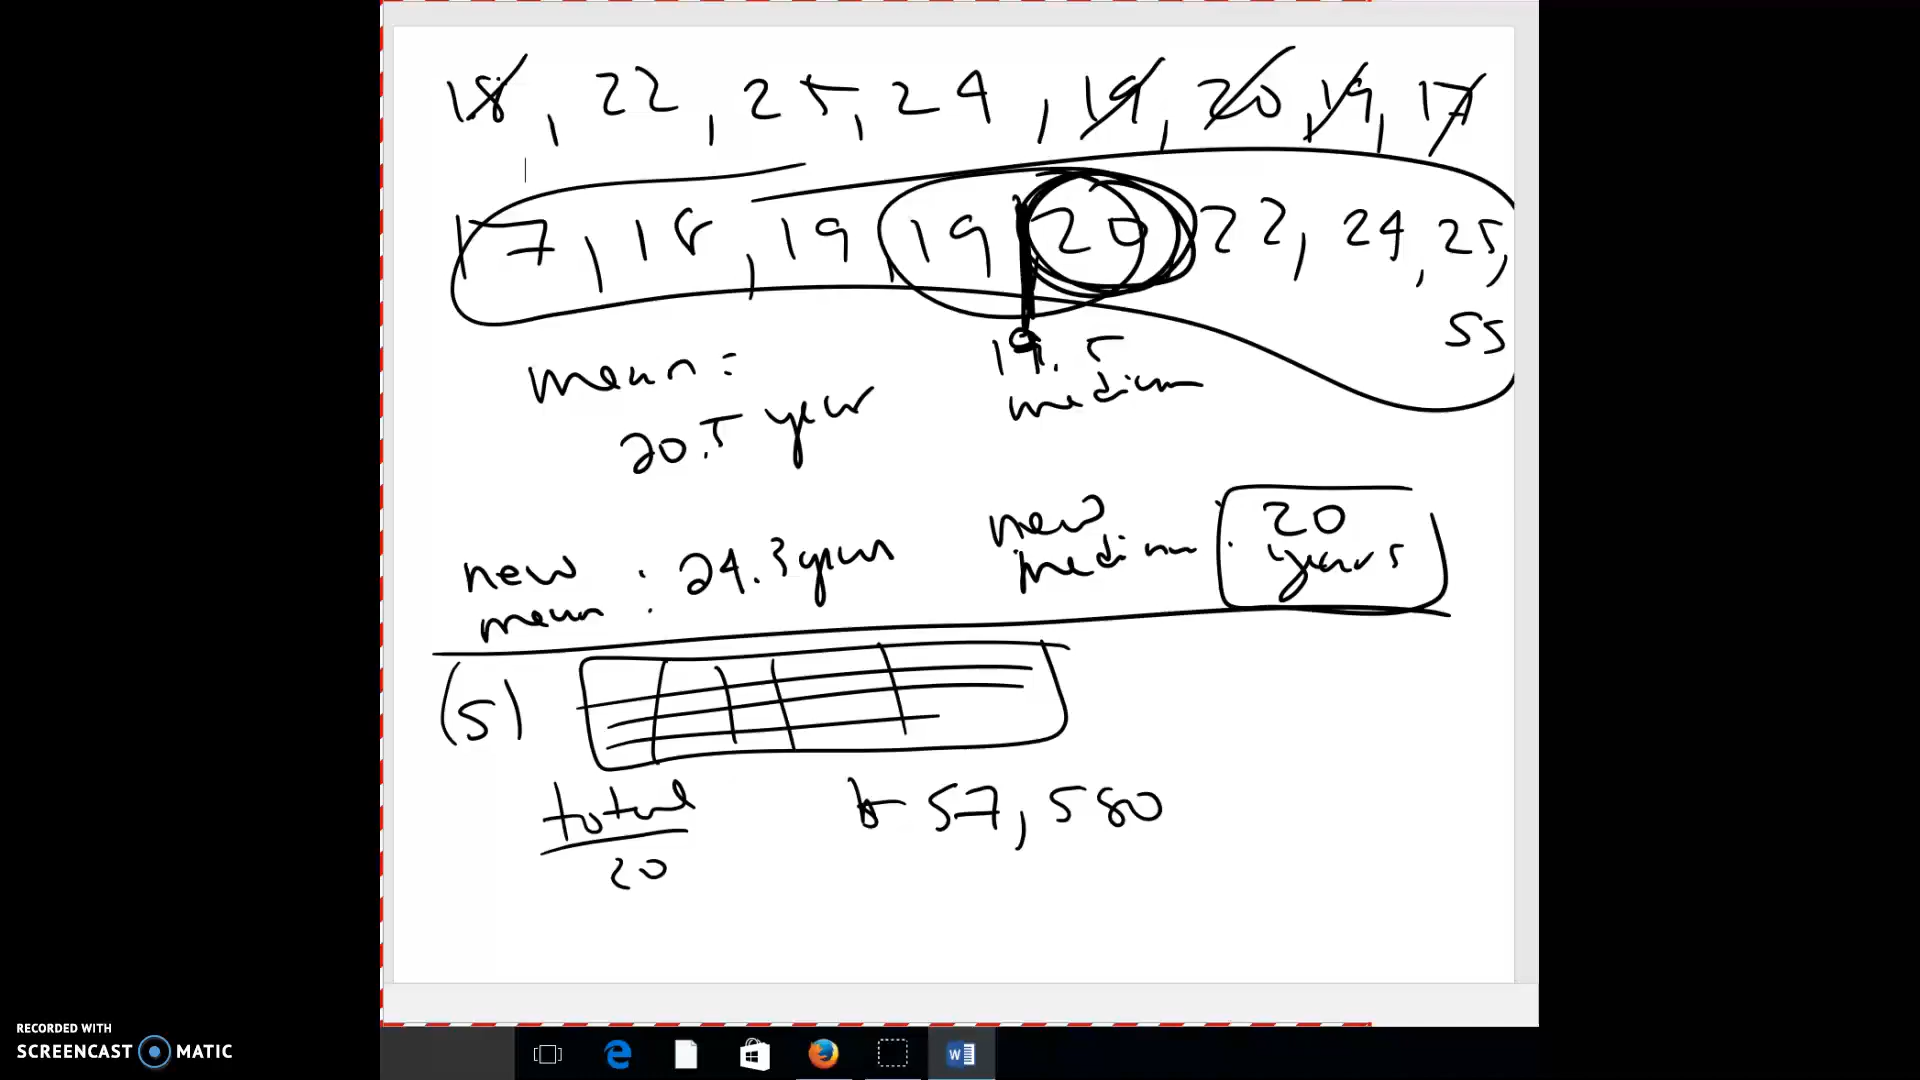 18, 22, 25, 24, 19, 20, 19, 17
17, 18, 19, 19 20 22, 24, 25,
55
mean:
20.5 year
19.5
median
new
mean : 24.3 years
new
median : 20
years
(5)
total
20
57,580
RECORDED WITH
SCREENCAST MATIC